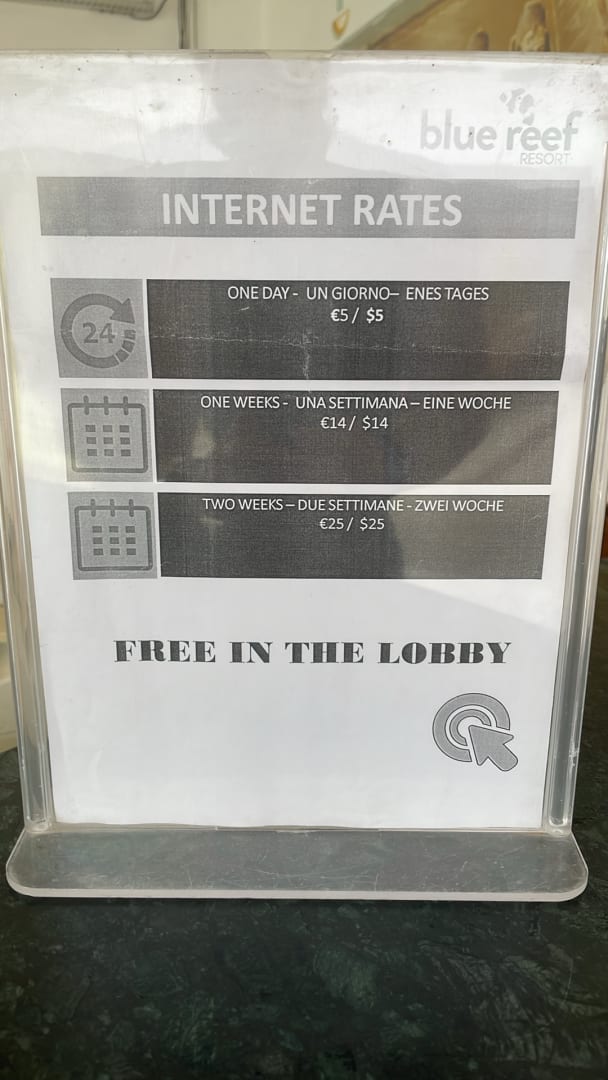 blue reef
RESORT
INTERNET RATES
24
ONE DAY - UN GIORNO– ENES TAGES
€5 / $5
ONE WEEKS - UNA SETTIMANA – EINE WOCHE
€14 / $14
TWO WEEKS – DUE SETTIMANE - ZWEI WOCHE
€25 / $25
FREE IN THE LOBBY